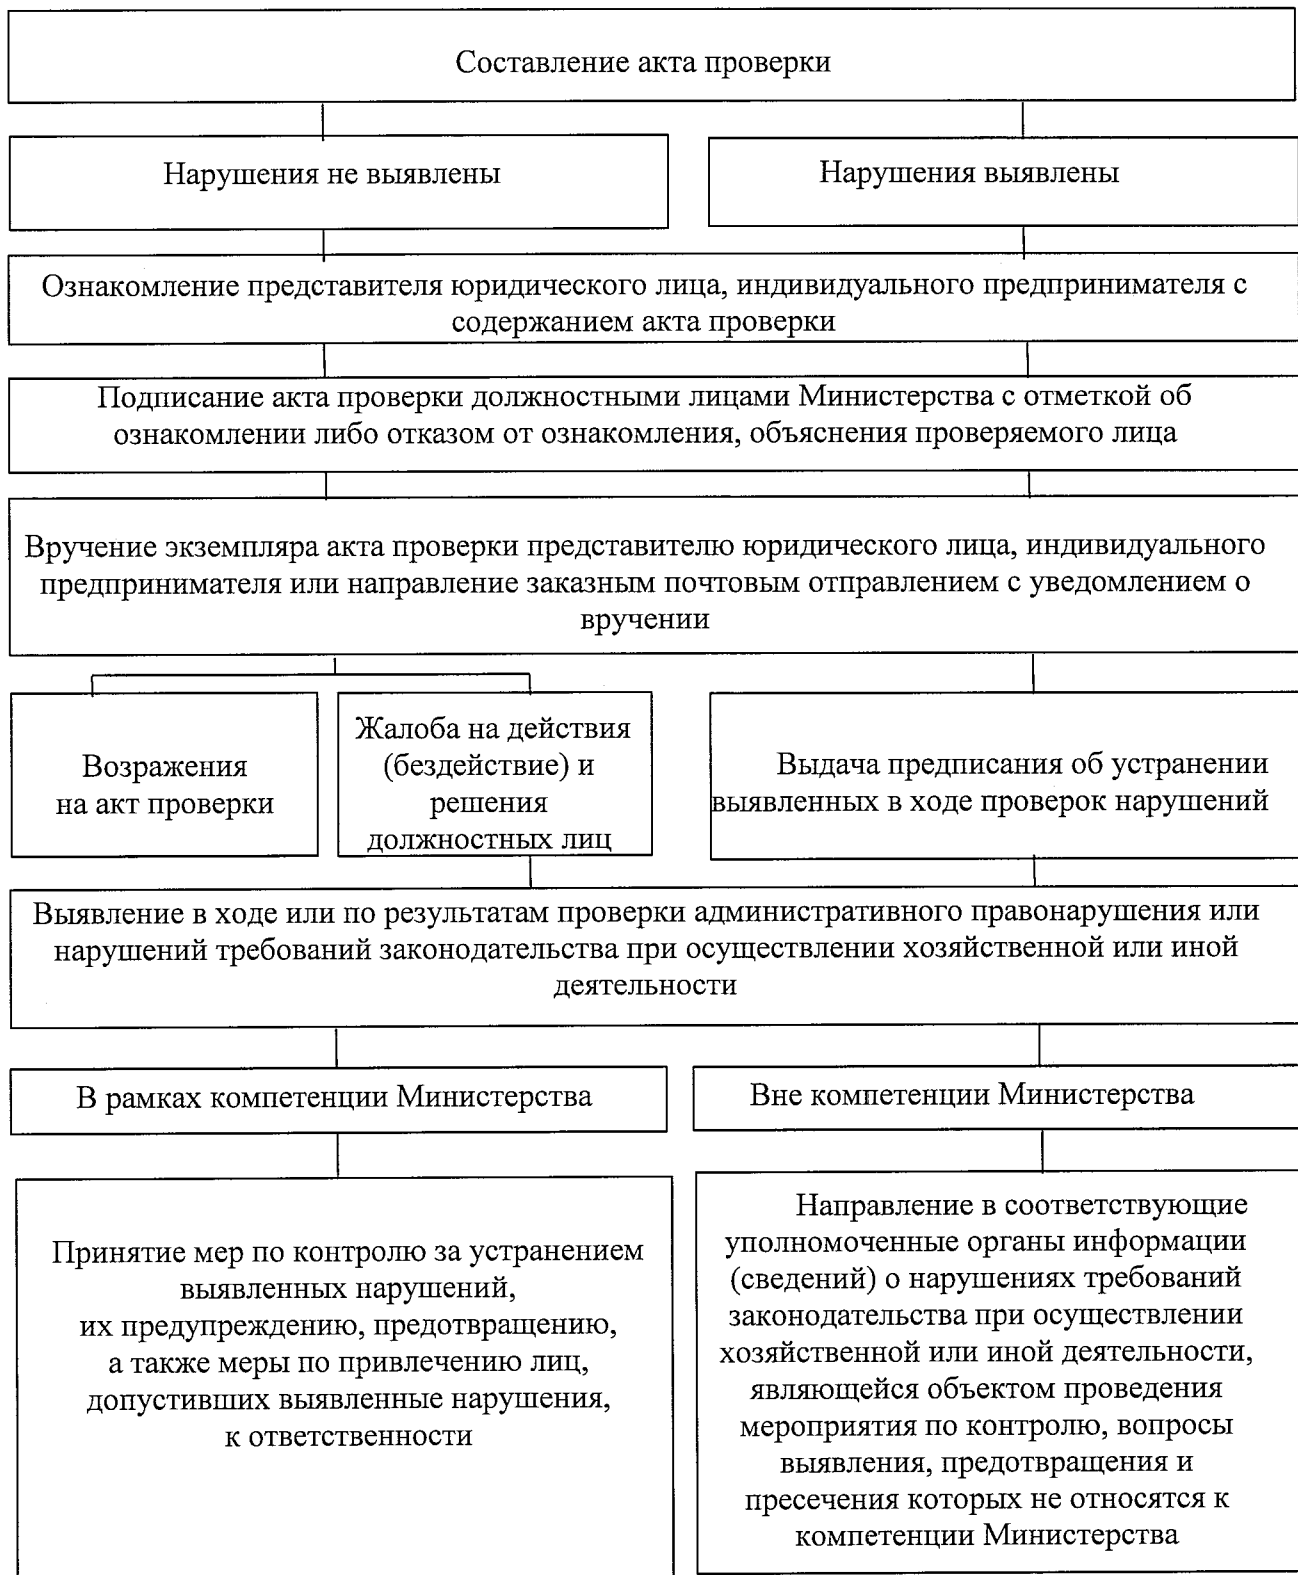 Составление акта проверки
Нарушения не выявлены
Нарушения выявлены
Ознакомление представителя юридического лица, индивидуального предпринимателя с
содержанием акта проверки
Подписание акта проверки должностными лицами Министерства с отметкой об
ознакомлении либо отказом от ознакомления, объяснения проверяемого лица
Вручение экземпляра акта проверки представителю юридического лица, индивидуального
предпринимателя или направление заказным почтовым отправлением с уведомлением о
вручении
Возражения
на акт проверки
Жалоба на действия
(бездействие) и
решения
должностных лиц
Выдача предписания об устранении
выявленных в ходе проверок нарушений
Выявление в ходе или по результатам проверки административного правонарушения или
нарушений требований законодательства при осуществлении хозяйственной или иной
деятельности
В рамках компетенции Министерства
Вне компетенции Министерства
Принятие мер по контролю за устранением
выявленных нарушений,
их предупреждению, предотвращению,
а также меры по привлечению лиц,
допустивших выявленные нарушения,
к ответственности
Направление в соответствующие
уполномоченные органы информации
(сведений) о нарушениях требований
законодательства при осуществлении
хозяйственной или иной деятельности,
являющейся объектом проведения
мероприятия по контролю, вопросы
выявления, предотвращения и
пресечения которых не относятся к
компетенции Министерства